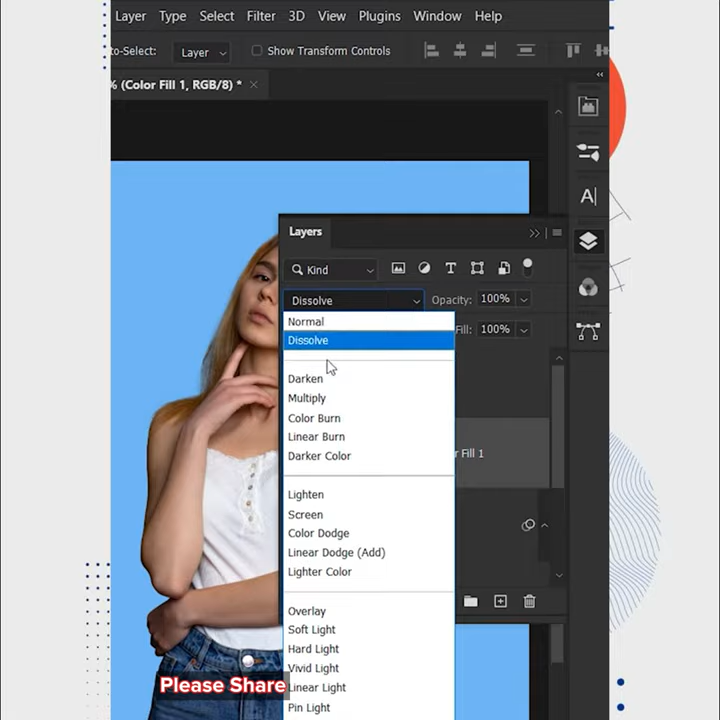 Layer Type Select Filter 3D View Plugins Window Help
o-Select: Layer Show Transform Controls
% (Color Fill 1, RGB/8) *
Layers
Kind
Dissolve Opacity: 100%
Normal
Fill: 100%
Dissolve
Darken
Multiply
Color Burn
Linear Burn
Darker Color
r Fill 1
Lighten
Screen
Color Dodge
Linear Dodge (Add)
Lighter Color
Overlay
Soft Light
Hard Light
Vivid Light
Linear Light
Pin Light
Please Share